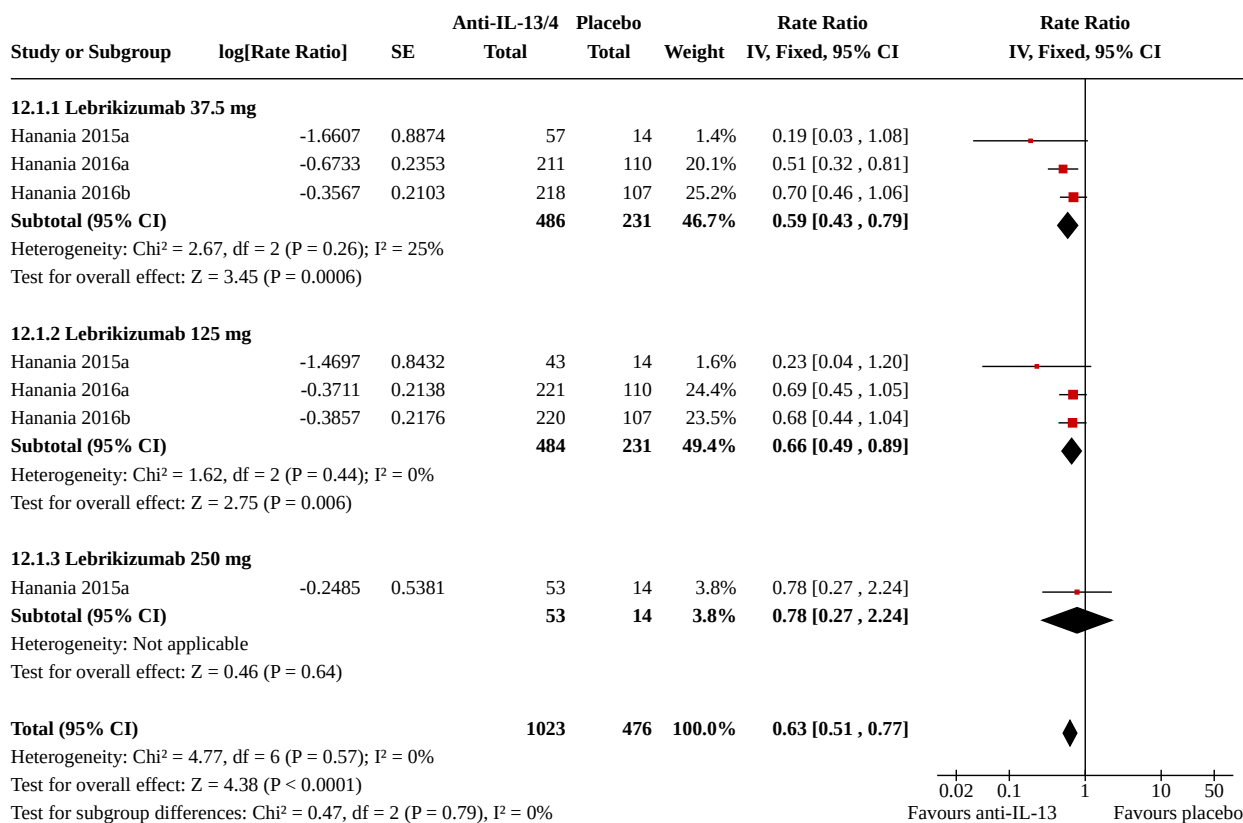 Anti-IL-13/4 Placebo Rate Ratio Rate Ratio
Study or Subgroup log[Rate Ratio] SE Total Total Weight IV, Fixed, 95% CI IV, Fixed, 95% CI
12.1.1 Lebrikizumab 37.5 mg
Hanania 2015a -1.6607 0.8874 57 14 1.4% 0.19 [0.03 , 1.08]
Hanania 2016a -0.6733 0.2353 211 110 20.1% 0.51 [0.32 , 0.81]
Hanania 2016b -0.3567 0.2103 218 107 25.2% 0.70 [0.46 , 1.06]
Subtotal (95% CI) 486 231 46.7% 0.59 [0.43 , 0.79]
Heterogeneity: Chi² = 2.67, df = 2 (P = 0.26); I² = 25%
Test for overall effect: Z = 3.45 (P = 0.0006)
12.1.2 Lebrikizumab 125 mg
Hanania 2015a -1.4697 0.8432 43 14 1.6% 0.23 [0.04 , 1.20]
Hanania 2016a -0.3711 0.2138 221 110 24.4% 0.69 [0.45 , 1.05]
Hanania 2016b -0.3857 0.2176 220 107 23.5% 0.68 [0.44 , 1.04]
Subtotal (95% CI) 484 231 49.4% 0.66 [0.49 , 0.89]
Heterogeneity: Chi² = 1.62, df = 2 (P = 0.44); I² = 0%
Test for overall effect: Z = 2.75 (P = 0.006)
12.1.3 Lebrikizumab 250 mg
Hanania 2015a -0.2485 0.5381 53 14 3.8% 0.78 [0.27 , 2.24]
Subtotal (95% CI) 53 14 3.8% 0.78 [0.27 , 2.24]
Heterogeneity: Not applicable
Test for overall effect: Z = 0.46 (P = 0.64)
Total (95% CI) 1023 476 100.0% 0.63 [0.51 , 0.77]
Heterogeneity: Chi² = 4.77, df = 6 (P = 0.57); I² = 0%
Test for overall effect: Z = 4.38 (P < 0.0001)
0.02 0.1 1 10 50
Test for subgroup differences: Chi² = 0.47, df = 2 (P = 0.79), I² = 0% Favours anti-IL-13 Favours placebo